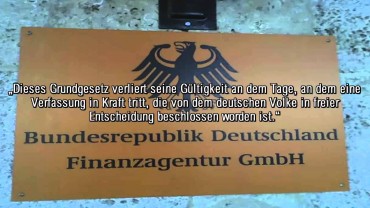 „Dieses Grundgesetz verliert seine Gültigkeit an dem Tage, an dem eine
Verfassung in Kraft tritt, die von dem deutschen Volke in freier
Entscheidung beschlossen worden ist."
Bundesrepublik Deutschland
Finanzagentur GmbH